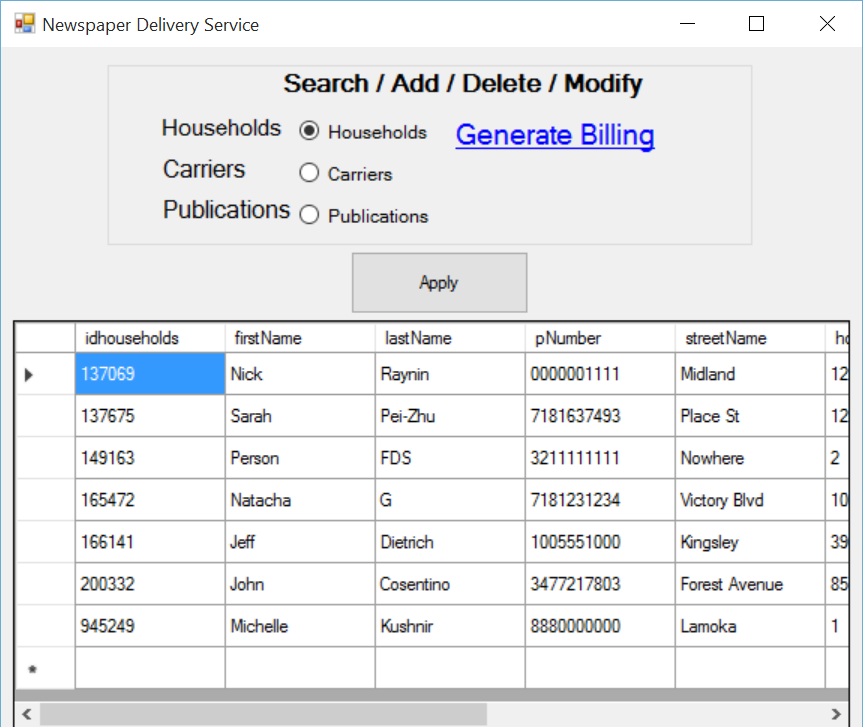 Newspaper Delivery Service
Search / Add / Delete / Modify
Households Households Generate Billing
Carriers Carriers
Publications Publications
Apply
idhouseholds firstName lastName pNumber streetName
137069 Nick Raynin 0000001111 Midland 12
137675 Sarah Pei-Zhu 7181637493 Place St 12
149163 Person FDS 3211111111 Nowhere 2
165472 Natacha G 7181231234 Victory Blvd 10
166141 Jeff Dietrich 1005551000 Kingsley 39
200332 John Cosentino 3477217803 Forest Avenue 85
945249 Michelle Kushnir 8880000000 Lamoka 1
*